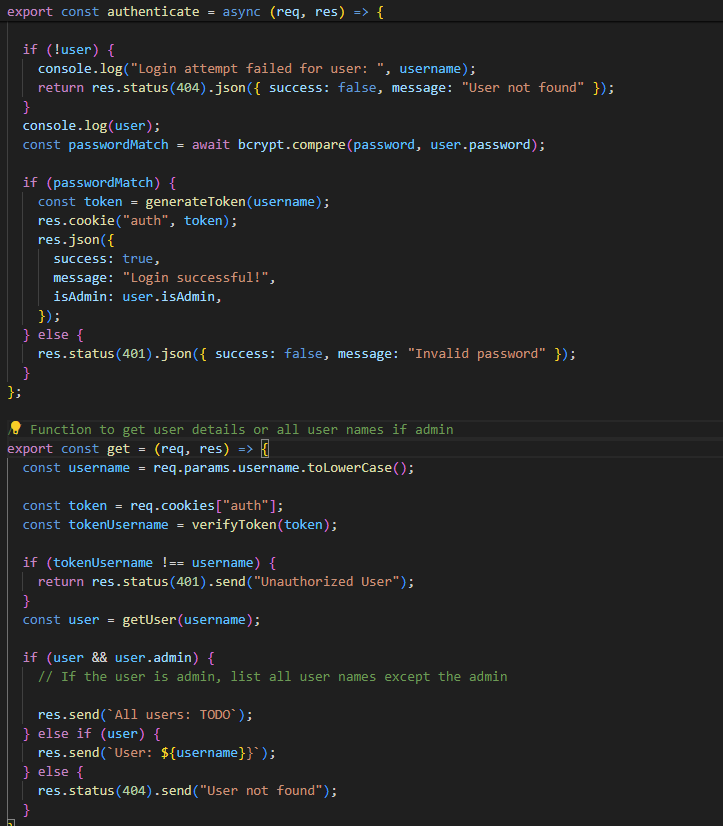 export const authenticate = async (req, res) => {
if (!user) {
console.log("Login attempt failed for user: ", username);
return res.status(404).json({ success: false, message: "User not found" });
}
console.log(user);
const passwordMatch = await bcrypt.compare(password, user.password);
if (passwordMatch) {
const token = generateToken(username);
res.cookie("auth", token);
res.json({
success: true,
message: "Login successful!",
isAdmin: user.isAdmin,
});
} else {
res.status(401).json({ success: false, message: "Invalid password" });
}
};
/ Function to get user details or all user names if admin
export const get = (req, res) => {
const username = req.params.username.toLowerCase();
const token = req.cookies["auth"];
const tokenUsername = verifyToken(token);
if (tokenUsername !== username) {
return res.status(401).send("Unauthorized User");
}
const user = getUser(username);
if (user && user.admin) {
// If the user is admin, list all user names except the admin
res.send(`All users: TODO`);
} else if (user) {
res.send(`User: ${username}}`);
} else {
res.status(404).send("User not found");
}
}